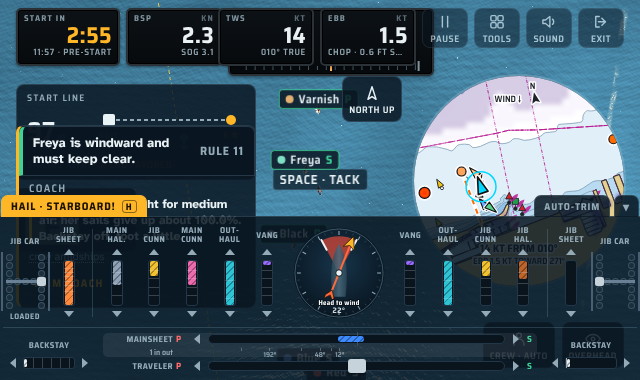 START IN
2:55
11:57 · PRE-START
BSP KN
2.3
SOG 3.1
TWS KT
14
010° TRUE
EBB KT
1.5
CHOP · 0.6 FT S...
PAUSE
TOOLS
SOUND
EXIT
START LINE
Varnish
NORTH UP
WIND
N
Freya is windward and
must keep clear.
RULE 11
Freya S
SPACE · TACK
COACH
HAIL · STARBOARD! H
ht for medium
AUTO-TRIM
JIB CAR
LOADED
JIB
SHEET
MAIN
HAL.
JIB
CUNN
MAIN
CUNN
OUT-
HAUL
VANG
Head to wind
22°
VANG
OUT-
HAUL
JIB
CUNN
JIB
HAL.
JIB
SHEET
JIB CAR
BACKSTAY
MAINSHEET P
S
1 in out
192° 48° 12°
TRAVELER P
S
CREW · AUTO
OVERHEAD
BACKSTAY